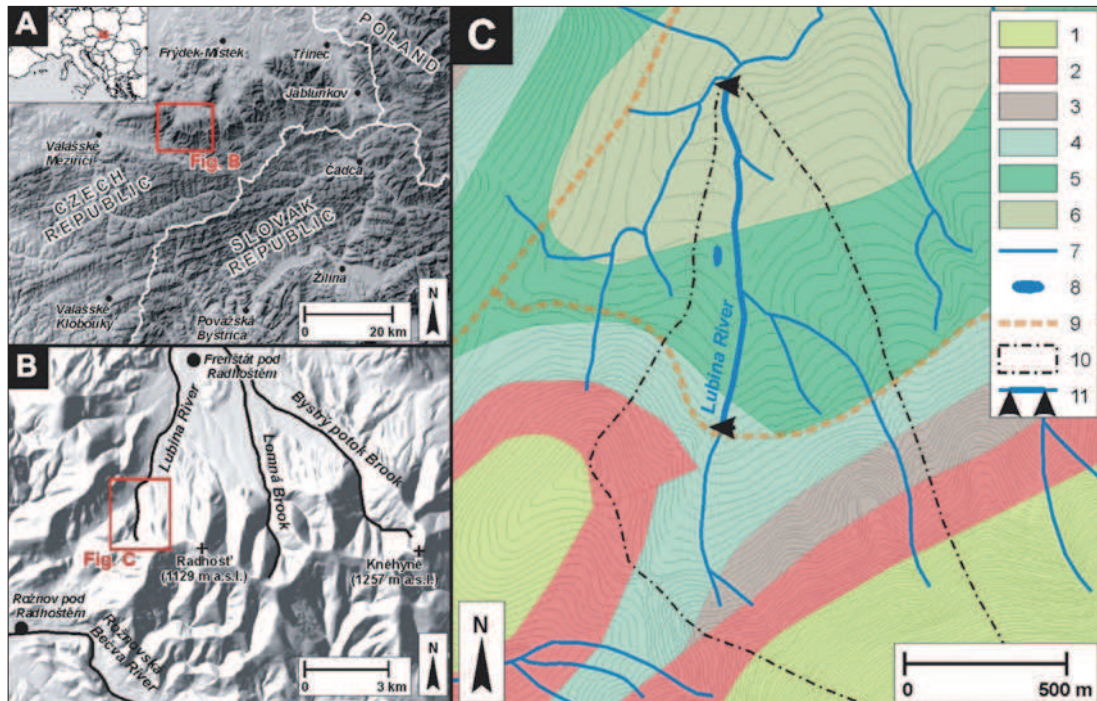 A
Frýdek-Místek
Třinec
POLAND
Jablunkov
Valašské
Meziříčí
Fig. B
Čadca
CZECH
REPUBLIC
SLOVAK
REPUBLIC
Žilina
Valašské
Klobouky
Považská
Bystrica
0 20 km
N
B
Frenštát pod
Radhoštěm
Lubina River
Bystrý potok Brook
Lomná Brook
Fig. C
Radhošť
(1129 m a.s.l.)
Kněhyně
(1257 m a.s.l.)
Rožnov pod
Radhoštěm
Rožnovská
Bečva River
0 3 km
N
C
Lubina River
1
2
3
4
5
6
7
8
9
10
11
N
0 500 m